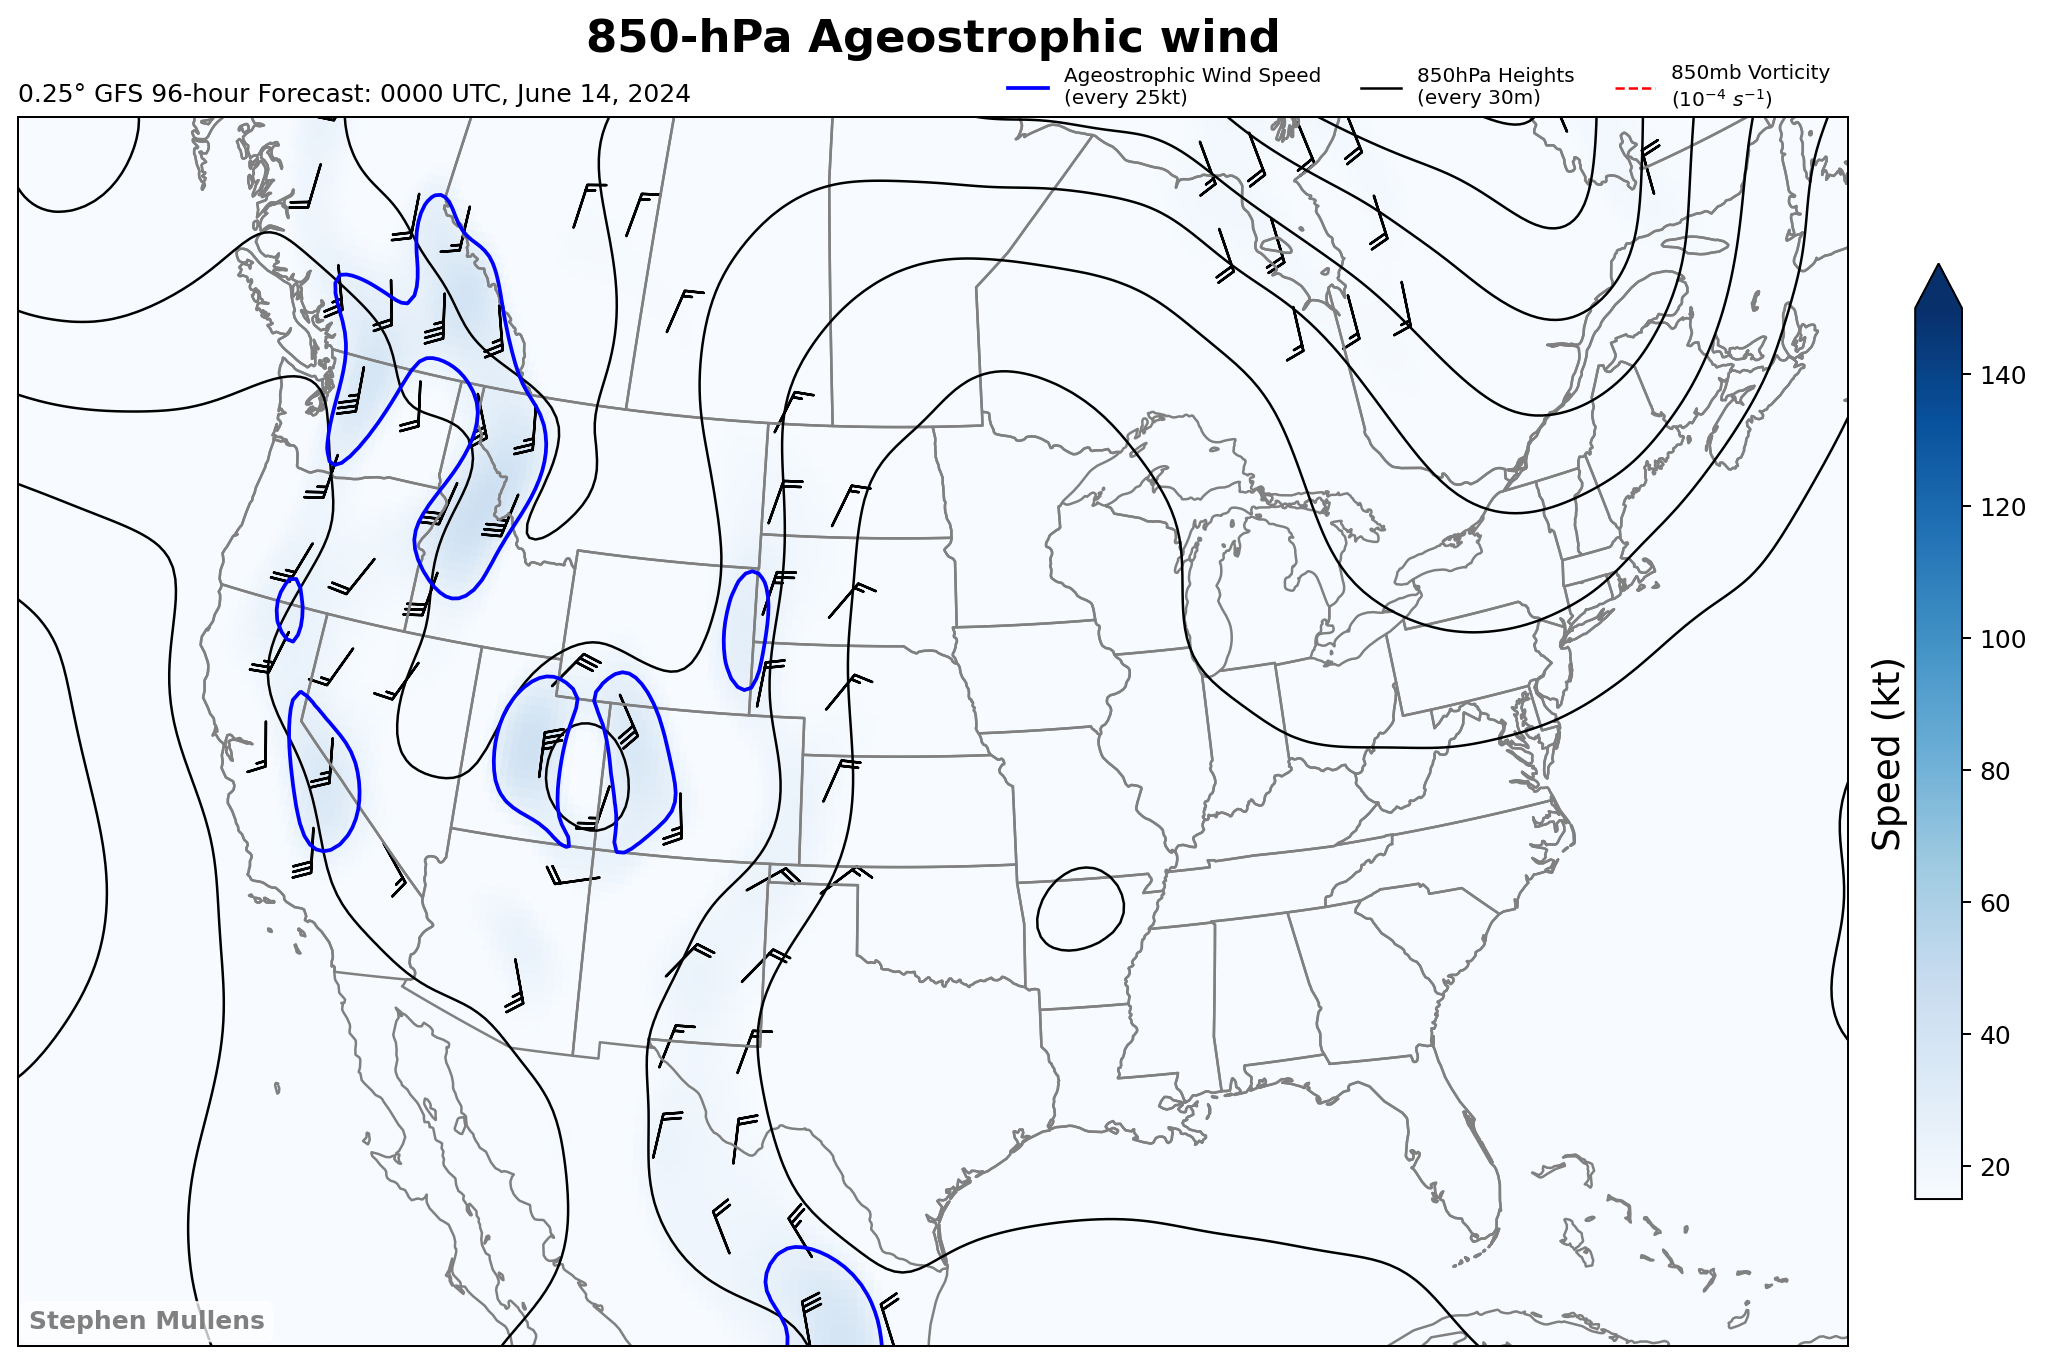 850-hPa Ageostrophic wind
0.25° GFS 96-hour Forecast: 0000 UTC, June 14, 2024
Ageostrophic Wind Speed
(every 25kt)
850hPa Heights
(every 30m)
850mb Vorticity
(10⁻⁴ s⁻¹)
140
120
100
80
60
40
20
Speed (kt)
Stephen Mullens